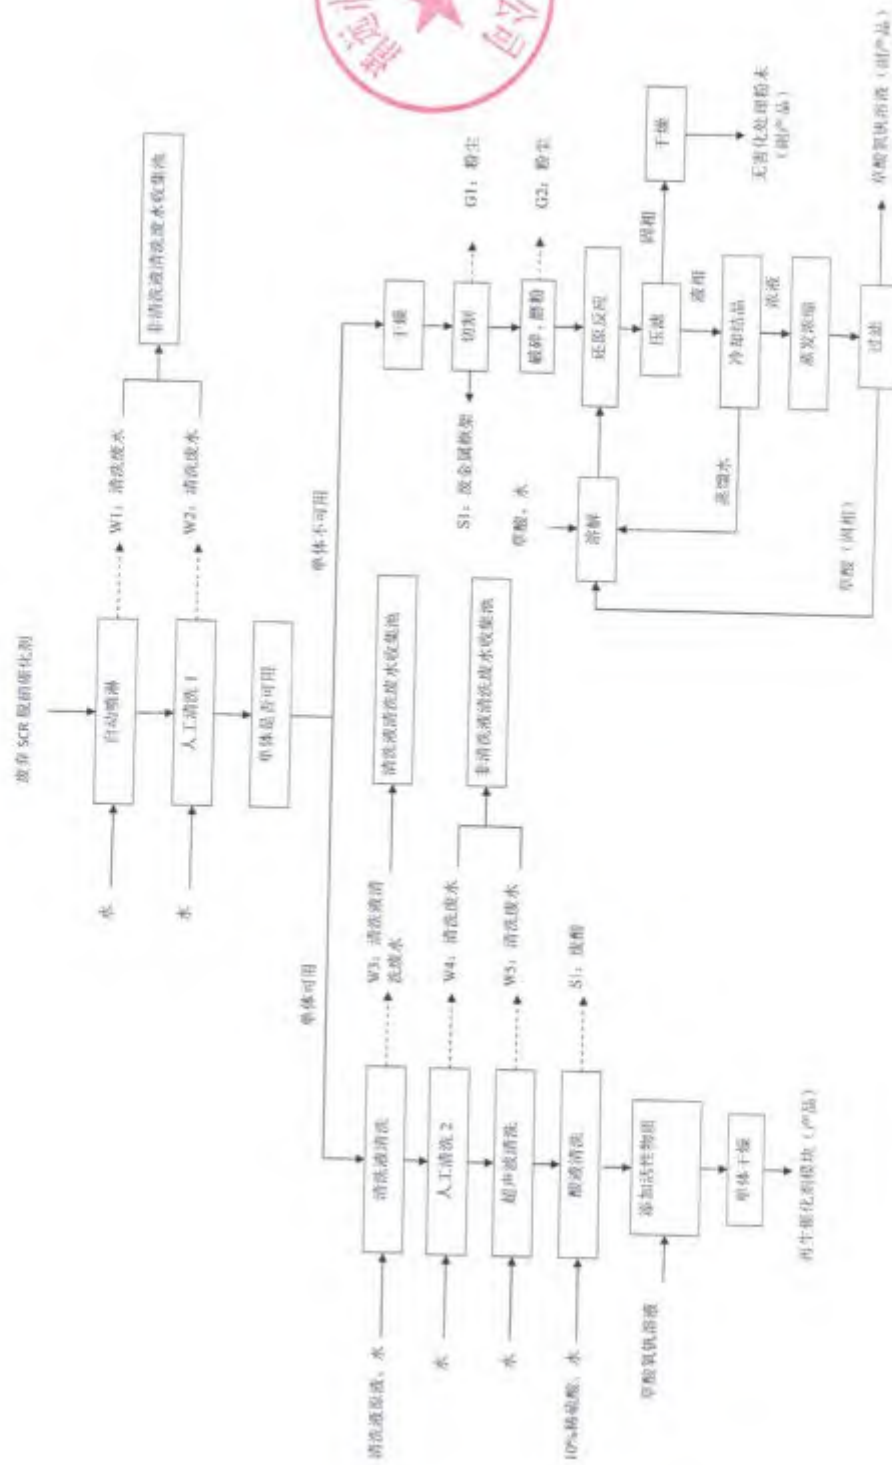 废弃 SCR 脱硝催化剂
水
自动喷淋
W1：清洗废水
水
人工清洗 1
W2：清洗废水
非清洗液清洗废水收集池
单体是否可用
单体可用
单体不可用
清洗液原液、水
清洗液清洗
W3：清洗液清
洗废水
清洗液清洗废水收集池
水
人工清洗 2
W4：清洗废水
水
超声波清洗
W5：清洗废水
非清洗液清洗废水收集池
10%稀硫酸、水
酸液清洗
S1：废酸
草酸氧钒溶液
添加活性物质
单体干燥
再生催化剂模块（产品）
干燥
切割
G1：粉尘
S1：废金属框架
破碎、磨粉
G2：粉尘
草酸、水
溶解
还原反应
压滤
固相
干燥
无害化处理粉末
（副产品）
液相
冷却结晶
蒸馏水
浓液
蒸发浓缩
过滤
草酸（固相）
草酸氧钒溶液（副产品）
公司